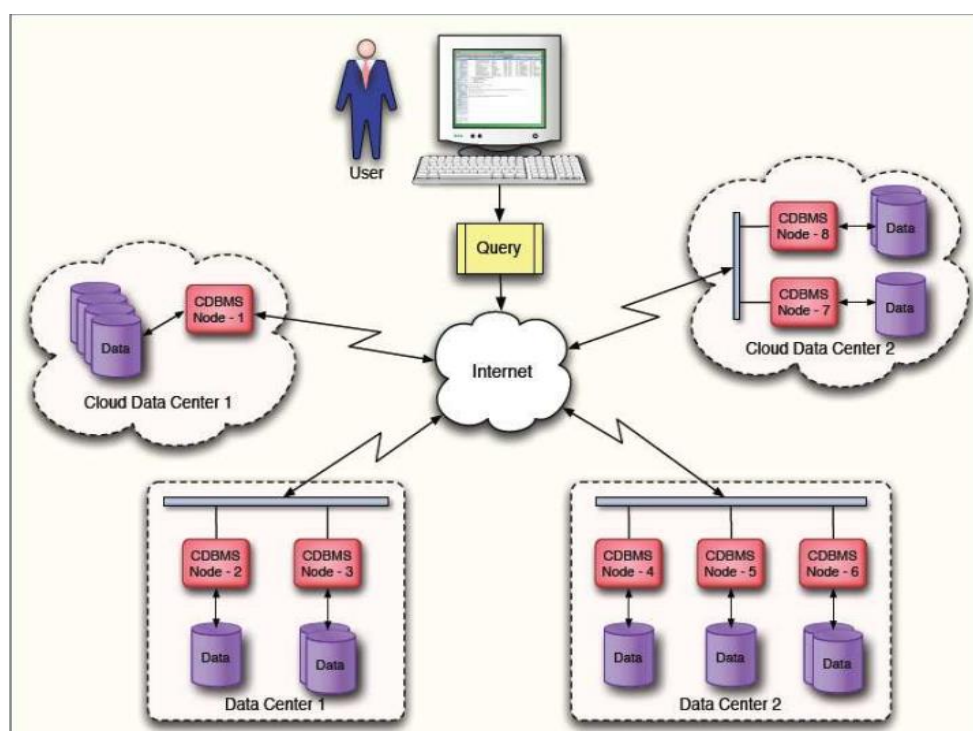 User
Query
CDBMS
Node - 8
Data
CDBMS
Node - 7
Data
Cloud Data Center 2
CDBMS
Node - 1
Data
Cloud Data Center 1
Internet
CDBMS
Node - 2
CDBMS
Node - 3
Data
Data
Data Center 1
CDBMS
Node - 4
CDBMS
Node - 5
CDBMS
Node - 6
Data
Data
Data
Data Center 2